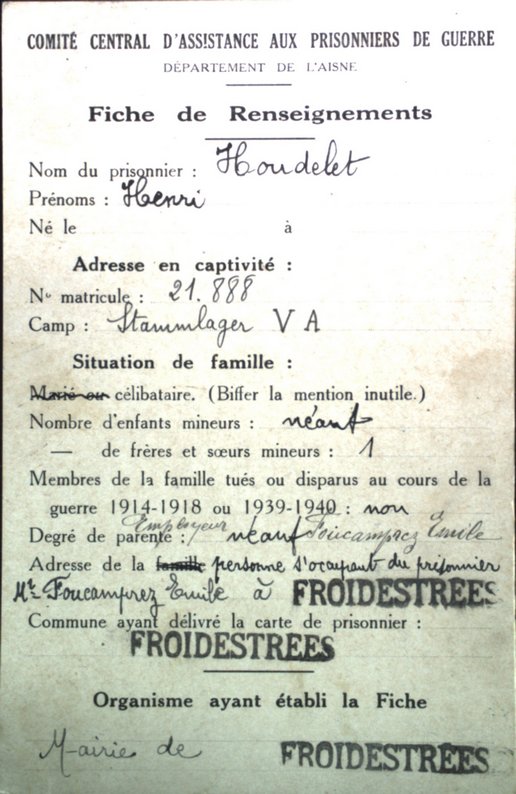 COMITÉ CENTRAL D'ASSISTANCE AUX PRISONNIERS DE GUERRE
DÉPARTEMENT DE L'AISNE
Fiche de Renseignements
Nom du prisonnier : Houdelet
Prénoms : Henri
Né le à
Adresse en captivité :
No matricule : 21.888
Camp : Stammlager V A
Situation de famille :
Marié ou célibataire. (Biffer la mention inutile.)
Nombre d'enfants mineurs : néant
— de frères et sœurs mineurs : 1
Membres de la famille tués ou disparus au cours de la
guerre 1914-1918 ou 1939-1940 : non
Employeur Foucamprez Emile
Degré de parenté : néant
Adresse de la famille personne s'occupant du prisonnier
Mr Foucamprez Emile à FROIDESTRÉES
Commune ayant délivré la carte de prisonnier :
FROIDESTRÉES
Organisme ayant établi la Fiche
Mairie de FROIDESTRÉES